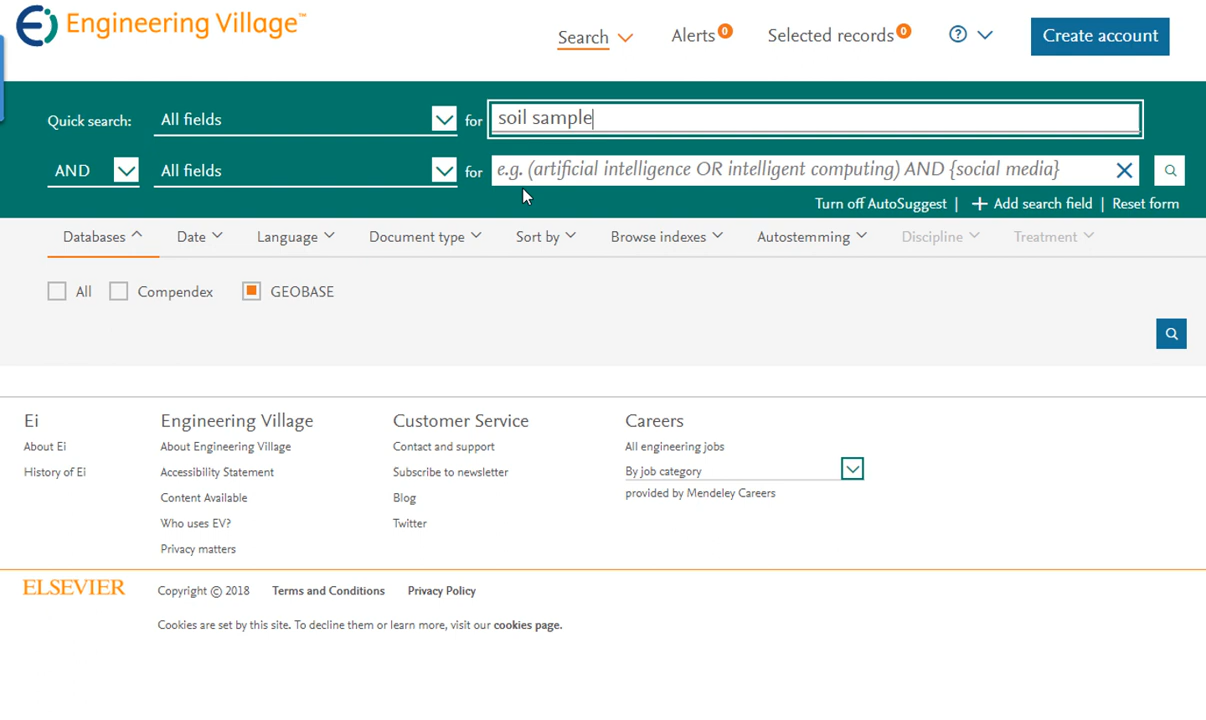 Engineering Village™
Search Alerts 0 Selected records 0 ? Create account
Quick search: All fields for soil sample
AND All fields for e.g. (artificial intelligence OR intelligent computing) AND {social media}
Turn off AutoSuggest | + Add search field | Reset form
Databases Date Language Document type Sort by Browse indexes Autostemming Discipline Treatment
All Compendex GEOBASE
Ei Engineering Village Customer Service Careers
About Ei About Engineering Village Contact and support All engineering jobs
History of Ei Accessibility Statement Subscribe to newsletter By job category
Content Available Blog provided by Mendeley Careers
Who uses EV? Twitter
Privacy matters
ELSEVIER Copyright © 2018 Terms and Conditions Privacy Policy
Cookies are set by this site. To decline them or learn more, visit our cookies page.